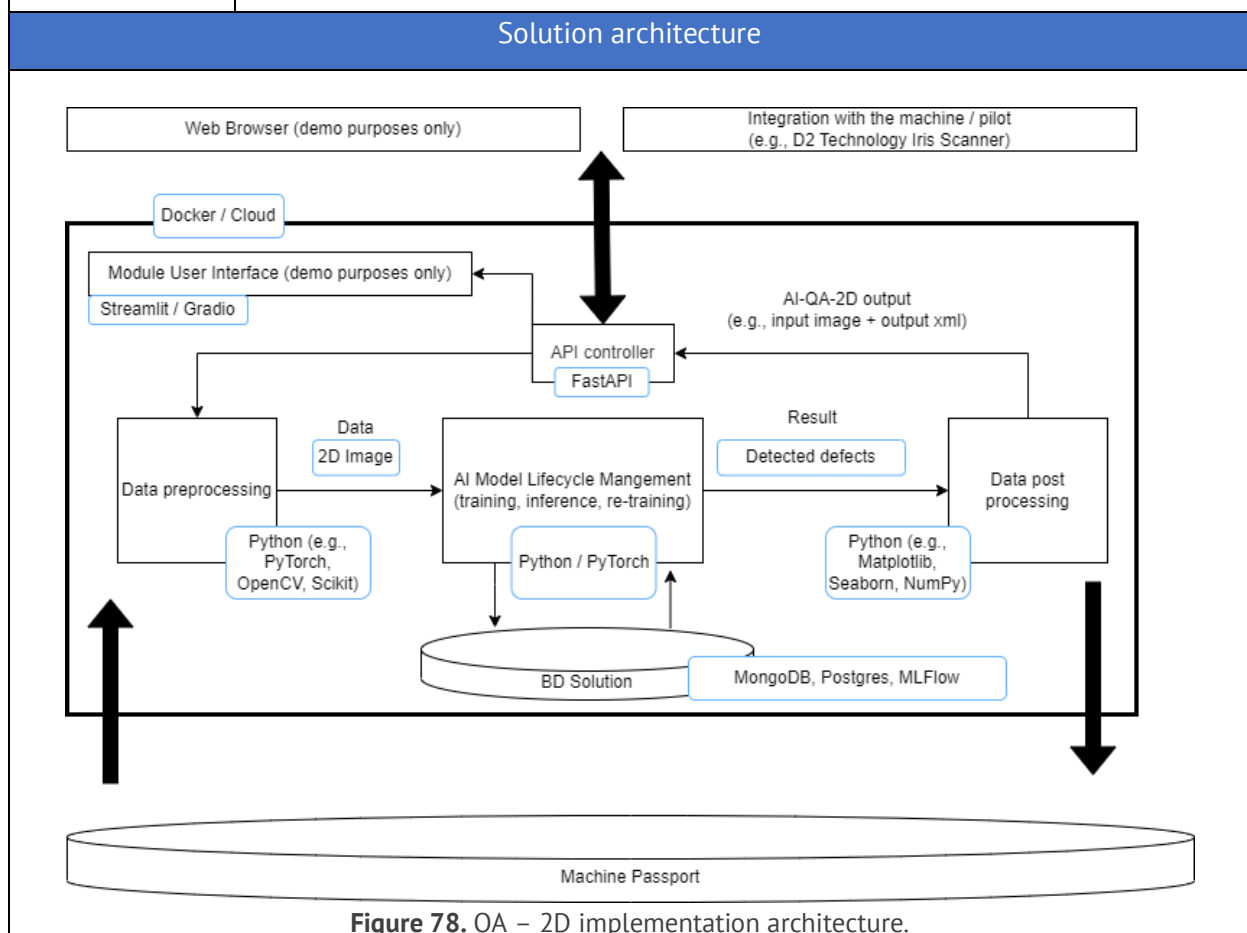 Solution architecture
Web Browser (demo purposes only)
Integration with the machine / pilot
(e.g., D2 Technology Iris Scanner)
Docker / Cloud
Module User Interface (demo purposes only)
Streamlit / Gradio
AI-QA-2D output
(e.g., input image + output xml)
API controller
FastAPI
Data
2D Image
Result
Detected defects
Data preprocessing
AI Model Lifecycle Mangement
(training, inference, re-training)
Data post
processing
Python (e.g.,
PyTorch,
OpenCV, Scikit)
Python / PyTorch
Python (e.g.,
Matplotlib,
Seaborn, NumPy)
BD Solution
MongoDB, Postgres, MLFlow
Machine Passport
Figure 78. QA – 2D implementation architecture.